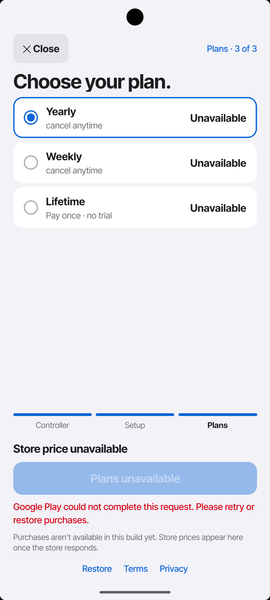 Close
Plans · 3 of 3
Choose your plan.
Yearly
cancel anytime
Unavailable
Weekly
cancel anytime
Unavailable
Lifetime
Pay once · no trial
Unavailable
Controller
Setup
Plans
Store price unavailable
Plans unavailable
Google Play could not complete this request. Please retry or
restore purchases.
Purchases aren't available in this build yet. Store prices appear here
once the store responds.
Restore
Terms
Privacy